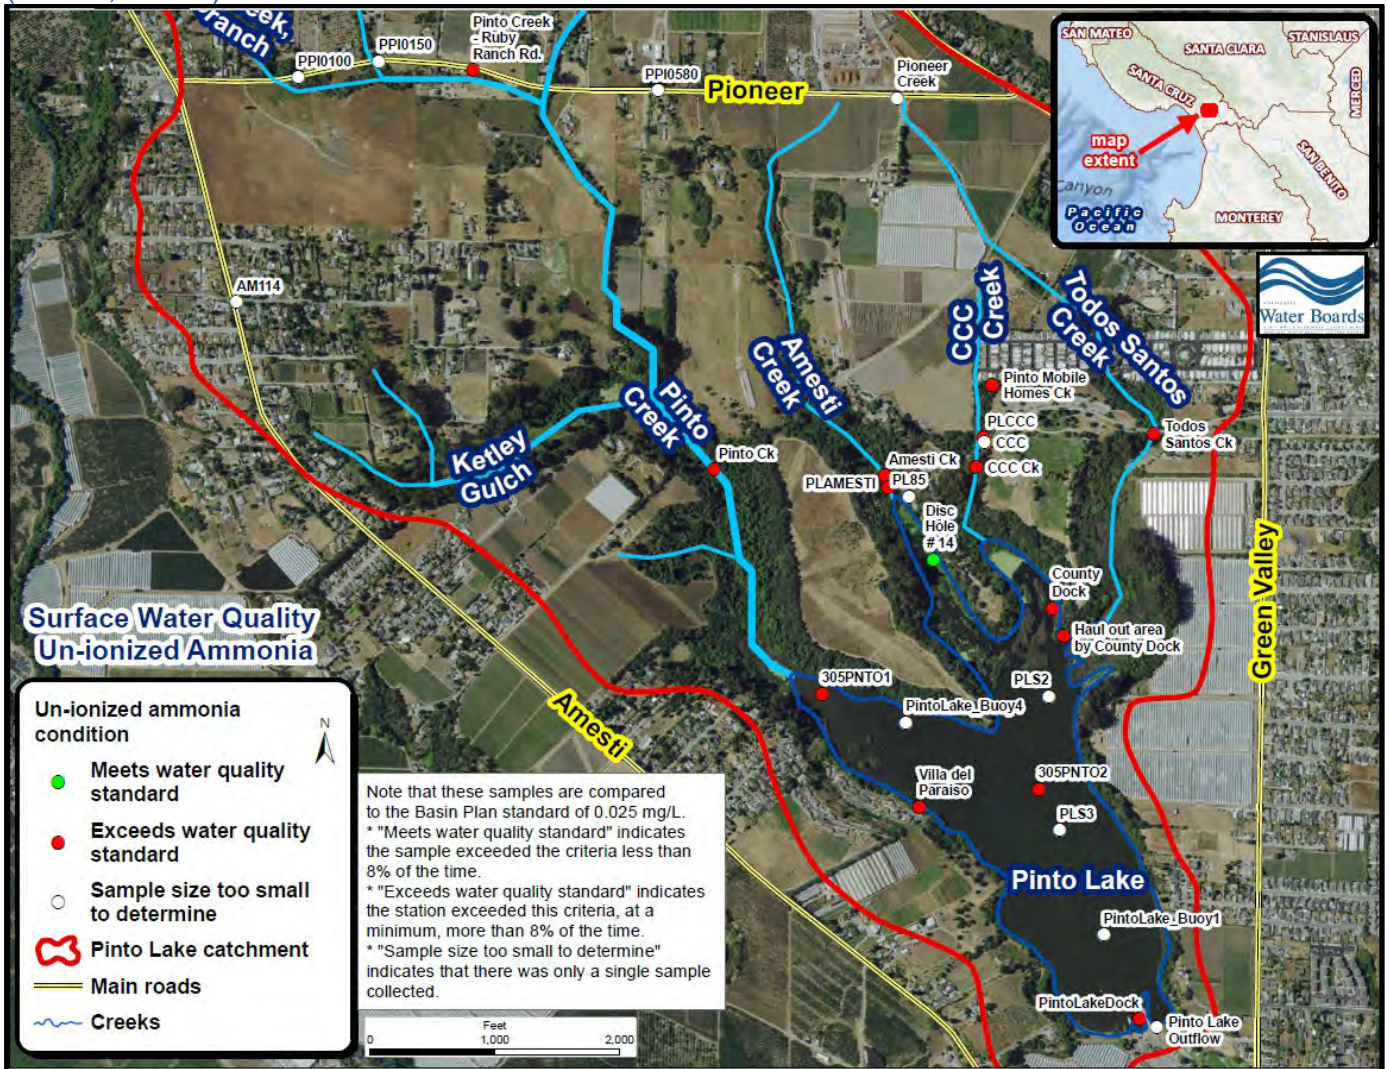 eek,
ranch
PPI0100
PPI0150
Pinto Creek
- Ruby
Ranch Rd.
PPI0580
Pioneer
Pioneer
Creek
SAN MATEO
SANTA CLARA
STANISLAUS
SANTA CRUZ
MERCED
map
extent
SAN BENITO
Canyon
Pacific
Ocean
MONTEREY
Water Boards
AM114
CCC
Creek
Todos Santos
Creek
Amesti
Creek
Pinto Mobile
Homes Ck
PLCCC
CCC
CCC Ck
Todos
Santos Ck
Pinto
Creek
Pinto Ck
Ketley
Gulch
Amesti Ck
PLAMESTI
PL85
Disc
Hole
# 14
County
Dock
Haul out area
by County Dock
Green Valley
Surface Water Quality
Un-ionized Ammonia
305PNTO1
PintoLake_Buoy4
PLS2
Amesti
Villa del
Paraiso
305PNTO2
PLS3
Pinto Lake
PintoLake_Buoy1
PintoLakeDock
Pinto Lake
Outflow
Un-ionized ammonia
condition
N
Meets water quality
standard
Exceeds water quality
standard
Sample size too small
to determine
Pinto Lake catchment
Main roads
Creeks
Note that these samples are compared
to the Basin Plan standard of 0.025 mg/L.
* "Meets water quality standard" indicates
the sample exceeded the criteria less than
8% of the time.
* "Exceeds water quality standard" indicates
the station exceeded this criteria, at a
minimum, more than 8% of the time.
* "Sample size too small to determine"
indicates that there was only a single sample
collected.
Feet
0 1,000 2,000